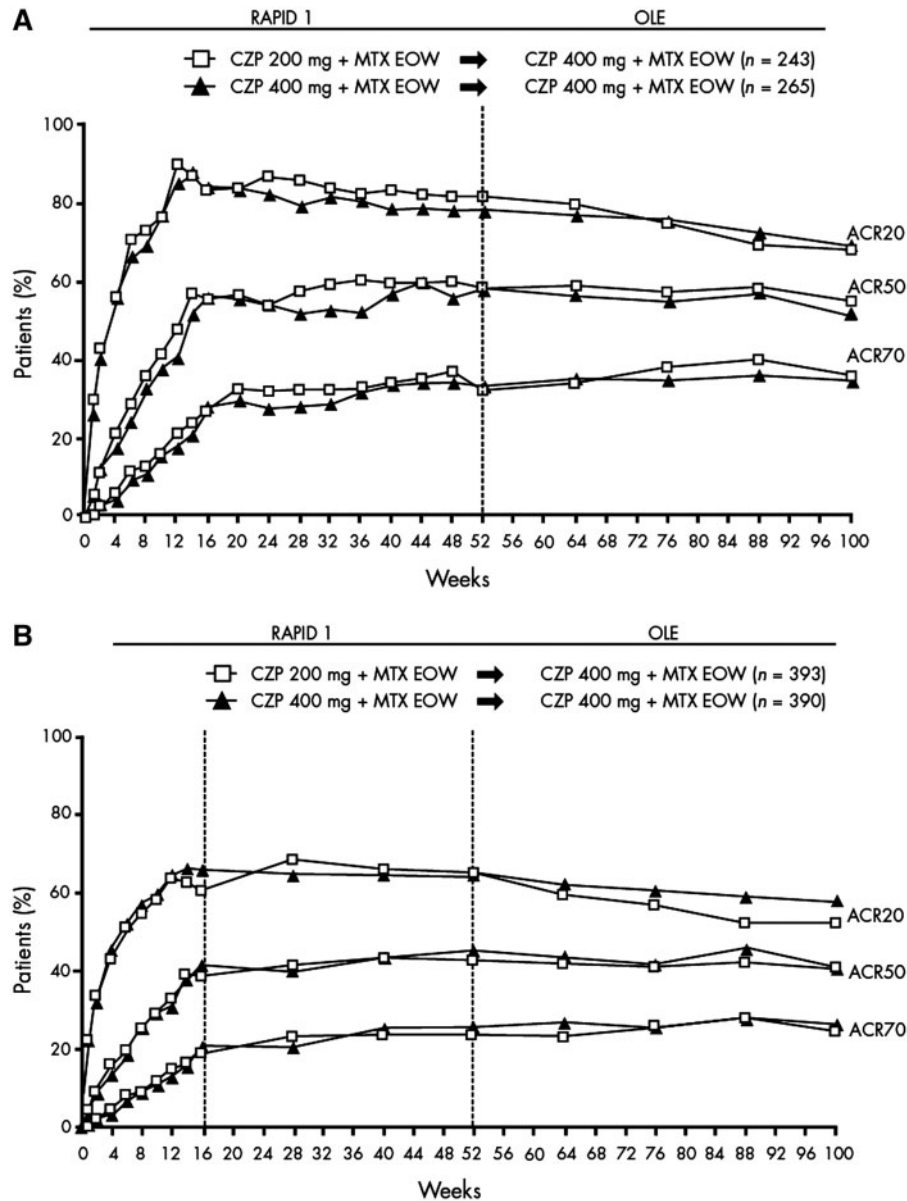 A
RAPID 1 OLE
CZP 200 mg + MTX EOW CZP 400 mg + MTX EOW (n = 243)
CZP 400 mg + MTX EOW CZP 400 mg + MTX EOW (n = 265)
100
80
60
40
20
0
Patients (%)
ACR20
ACR50
ACR70
0 4 8 12 16 20 24 28 32 36 40 44 48 52 56 60 64 68 72 76 80 84 88 92 96 100
Weeks
B
RAPID 1 OLE
CZP 200 mg + MTX EOW CZP 400 mg + MTX EOW (n = 393)
CZP 400 mg + MTX EOW CZP 400 mg + MTX EOW (n = 390)
100
80
60
40
20
0
Patients (%)
ACR20
ACR50
ACR70
0 4 8 12 16 20 24 28 32 36 40 44 48 52 56 60 64 68 72 76 80 84 88 92 96 100
Weeks